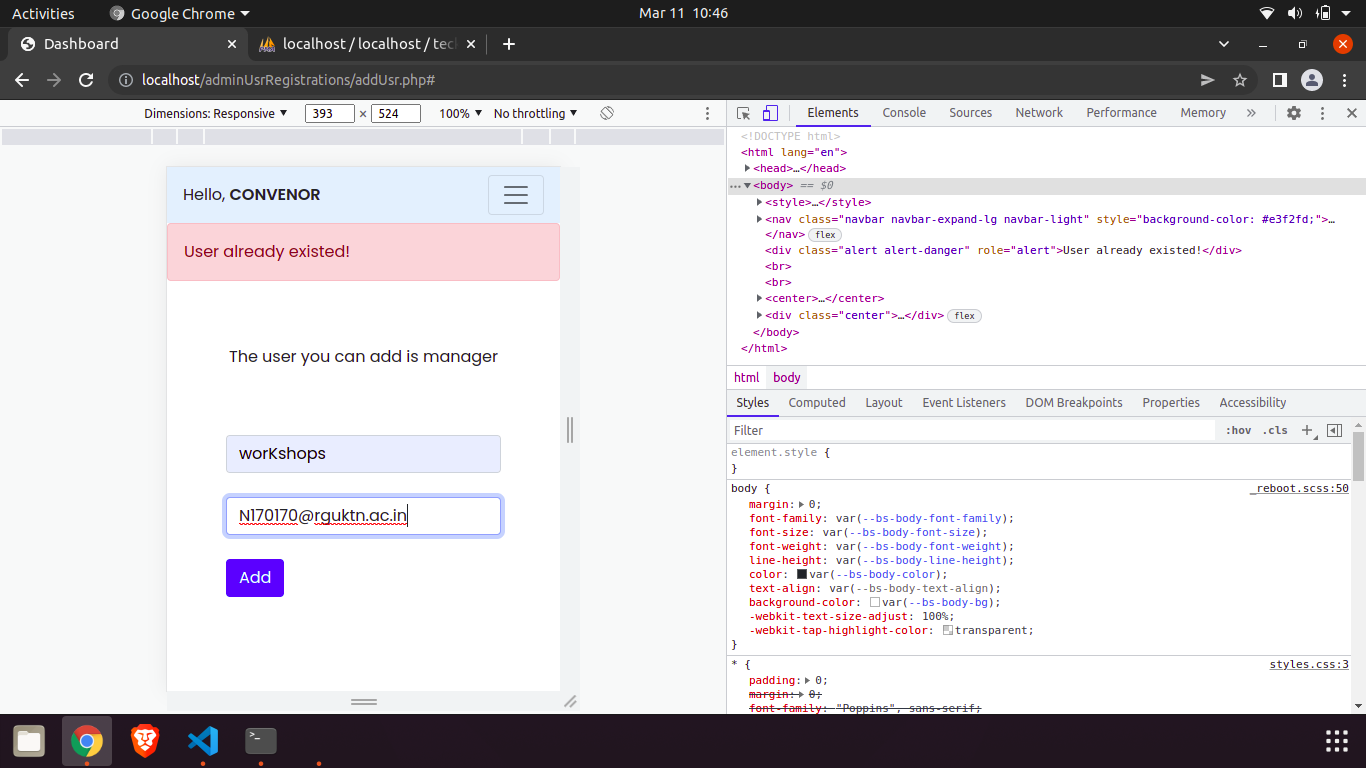 Activities
Google Chrome
Mar 11 10:46
Dashboard
localhost / localhost / tec
localhost/adminUsrRegistrations/addUsr.php#
Dimensions: Responsive
393
×
524
100%
No throttling
Elements
Console
Sources
Network
Performance
Memory
»
Hello, CONVENOR
User already existed!
The user you can add is manager
worKshops
N170170@rguktn.ac.in
Add
<!DOCTYPE html>
<html lang="en">
<head>…</head>
<body> == $0
<style>…</style>
<nav class="navbar navbar-expand-lg navbar-light" style="background-color: #e3f2fd;">…
</nav> flex
<div class="alert alert-danger" role="alert">User already existed!</div>
<br>
<br>
<center>…</center>
<div class="center">…</div> flex
</body>
</html>
html body
Styles
Computed
Layout
Event Listeners
DOM Breakpoints
Properties
Accessibility
Filter
:hov .cls
element.style {
}
body {
_reboot.scss:50
margin: 0;
font-family: var(--bs-body-font-family);
font-size: var(--bs-body-font-size);
font-weight: var(--bs-body-font-weight);
line-height: var(--bs-body-line-height);
color: var(--bs-body-color);
text-align: var(--bs-body-text-align);
background-color: var(--bs-body-bg);
-webkit-text-size-adjust: 100%;
-webkit-tap-highlight-color: transparent;
}
* {
styles.css:3
padding: 0;
margin: 0;
font-family: "Poppins", sans-serif;